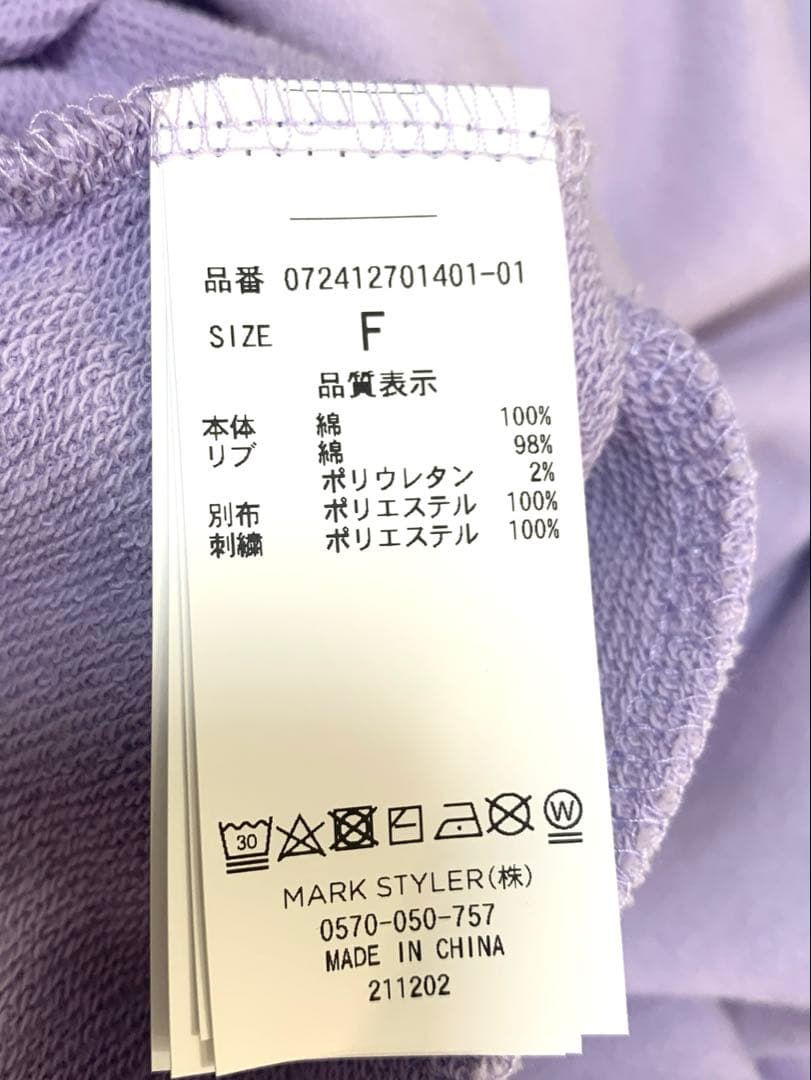 品番 072412701401-01
SIZE F
品質表示
本体 綿 100%
リブ 綿 98%
ポリウレタン 2%
別布 ポリエステル 100%
刺繍 ポリエステル 100%
30 W
MARK STYLER(株)
0570-050-757
MADE IN CHINA
211202